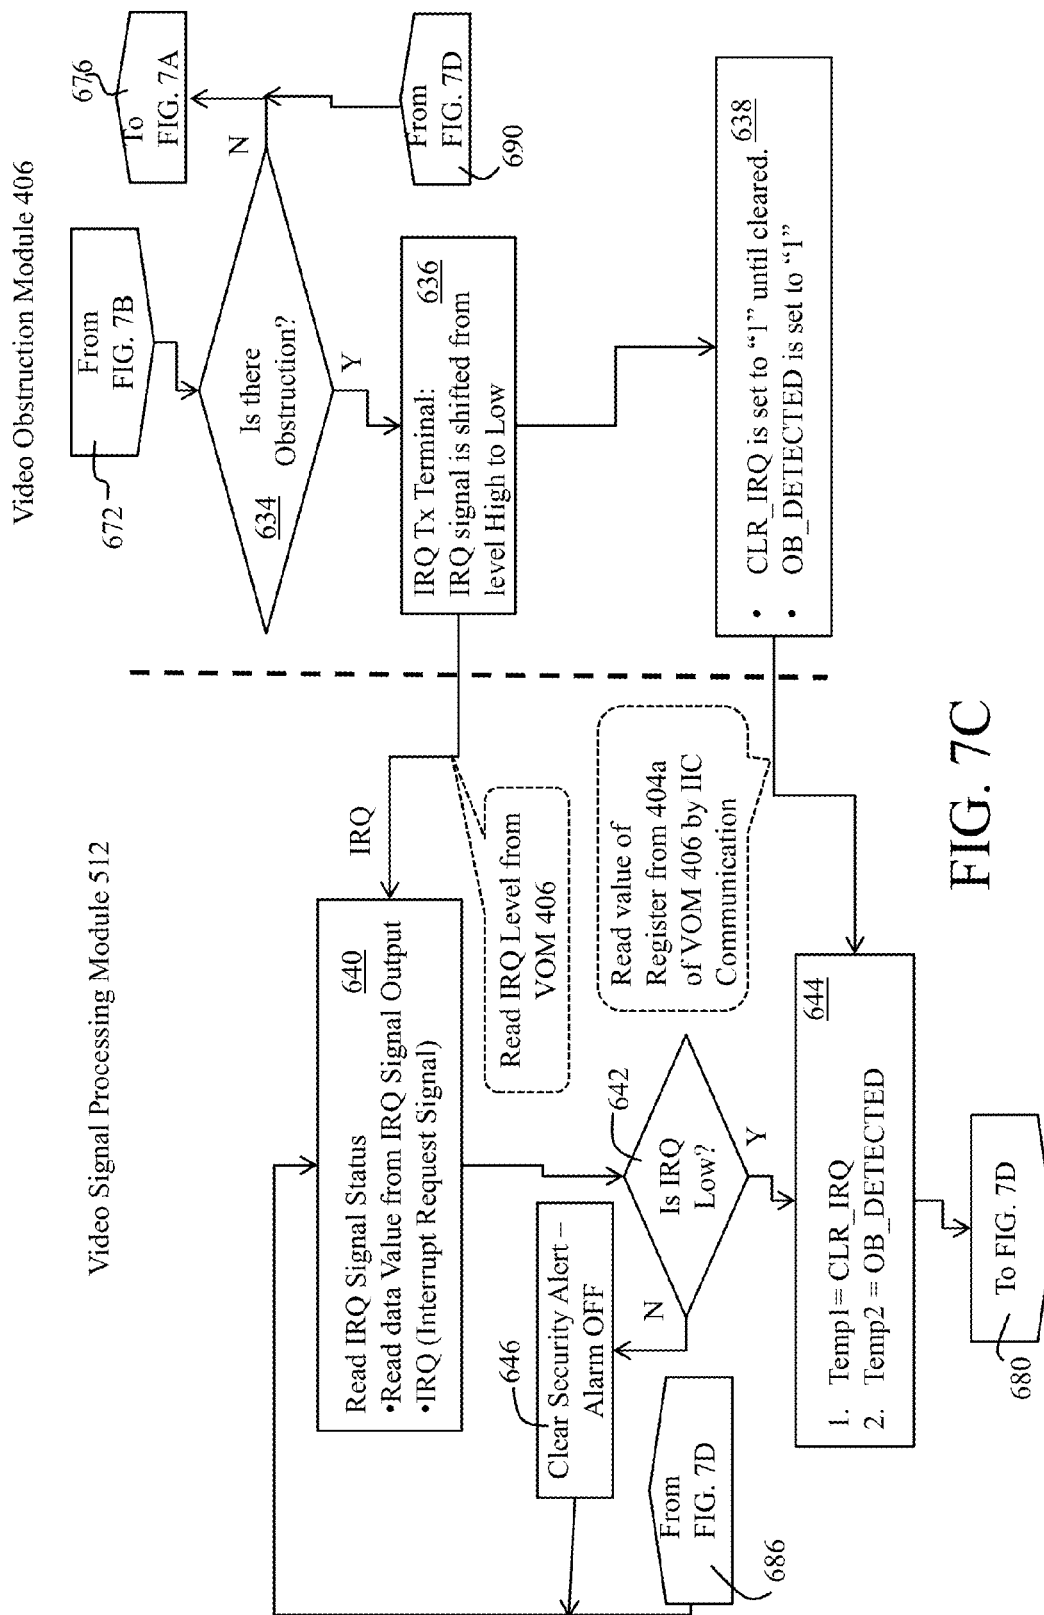 Video Signal Processing Module 512
Video Obstruction Module 406
672
From
FIG. 7B
676
To
FIG. 7A
634
Is there
Obstruction?
N
Y
From
FIG. 7D
690
IRQ Tx Terminal: 636
IRQ signal is shifted from
level High to Low
• CLR_IRQ is set to “1” until cleared. 638
• OB_DETECTED is set to “1”
IRQ
Read IRQ Signal Status 640
•Read data Value from IRQ Signal Output
•IRQ (Interrupt Request Signal)
Read IRQ Level from
VOM 406
646
Clear Security Alert–
Alarm OFF
642
Is IRQ
Low?
N
Y
Read value of
Register from 404a
of VOM 406 by IIC
Communication
From
FIG. 7D
686
644
1. Temp1= CLR_IRQ
2. Temp2 = OB_DETECTED
To FIG. 7D
680
FIG. 7C